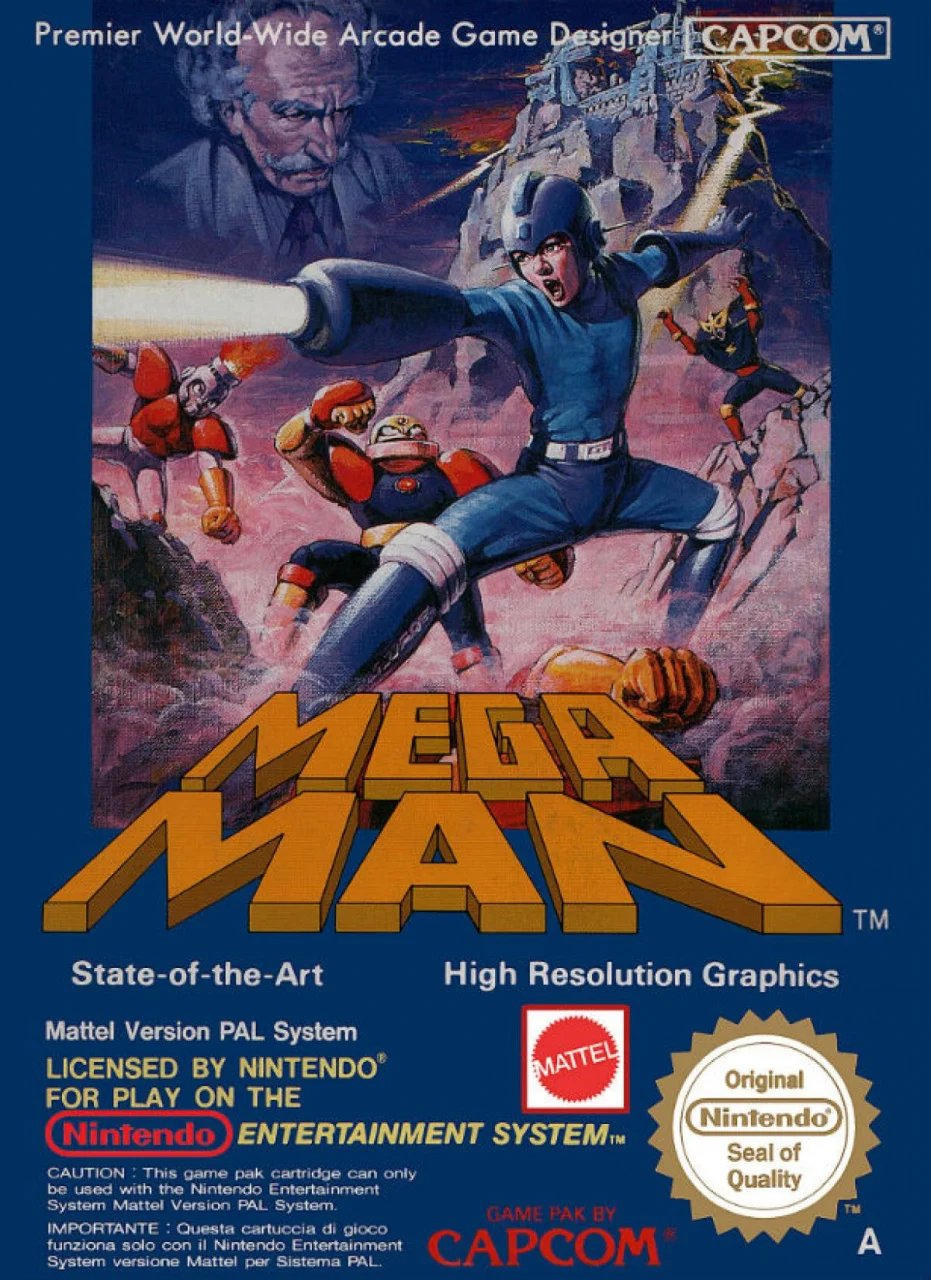 Premier World-Wide Arcade Game Designer CAPCOM®
MEGA
MAN TM
State-of-the-Art High Resolution Graphics
Mattel Version PAL System
LICENSED BY NINTENDO®
FOR PLAY ON THE
Nintendo ENTERTAINMENT SYSTEM™
MATTEL
Original
Nintendo®
Seal of
Quality
TM
CAUTION : This game pak cartridge can only
be used with the Nintendo Entertainment
System Mattel Version PAL System.
IMPORTANTE : Questa cartuccia di gioco
funziona solo con il Nintendo Entertainment
System versione Mattel per Sistema PAL.
GAME PAK BY
CAPCOM®
A